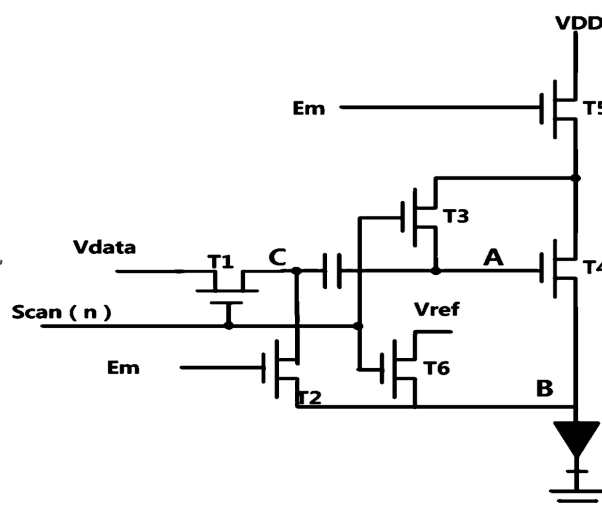 VDD
Em
T5
T3
Vdata
T1
C
A
T4
Scan ( n )
Vref
Em
T6
T2
B